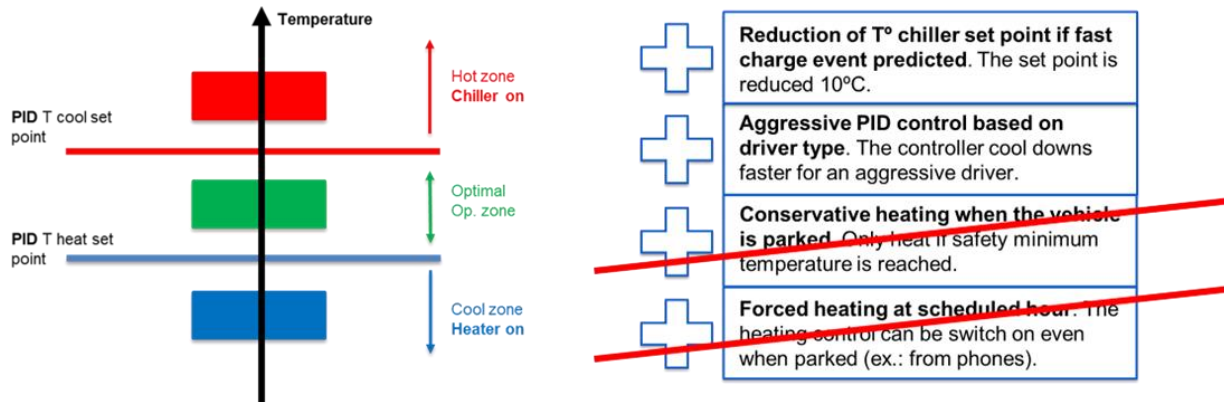 Temperature
Hot zone
Chiller on
PID T cool set
point
Optimal
Op. zone
PID T heat set
point
Cool zone
Heater on
Reduction of Tº chiller set point if fast
charge event predicted. The set point is
reduced 10ºC.
Aggressive PID control based on
driver type. The controller cool downs
faster for an aggressive driver.
Conservative heating when the vehicle
is parked. Only heat if safety minimum
temperature is reached.
Forced heating at scheduled hour. The
heating control can be switch on even
when parked (ex.: from phones).